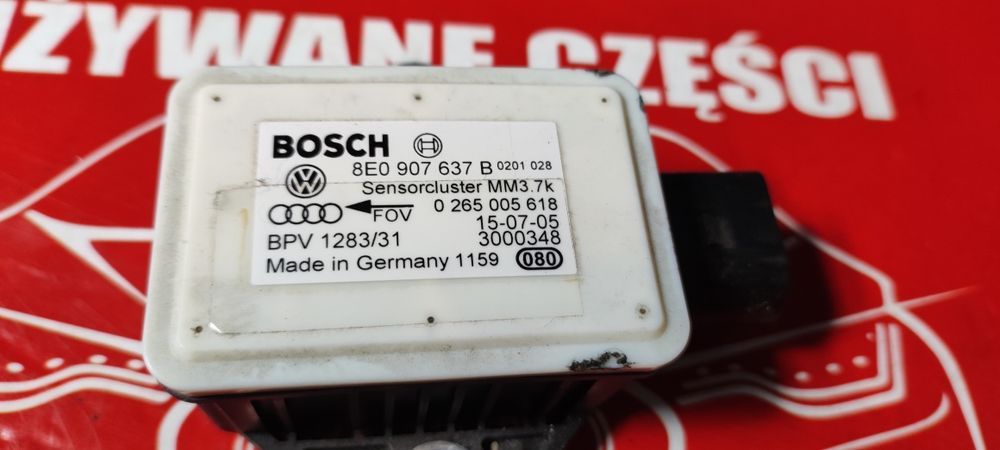 UŻYWANE CZĘŚCI
BOSCH
8E0 907 637 B 0201 028
Sensorcluster MM3.7k
FOV 0 265 005 618
15-07-05
BPV 1283/31 3000348
Made in Germany 1159 080